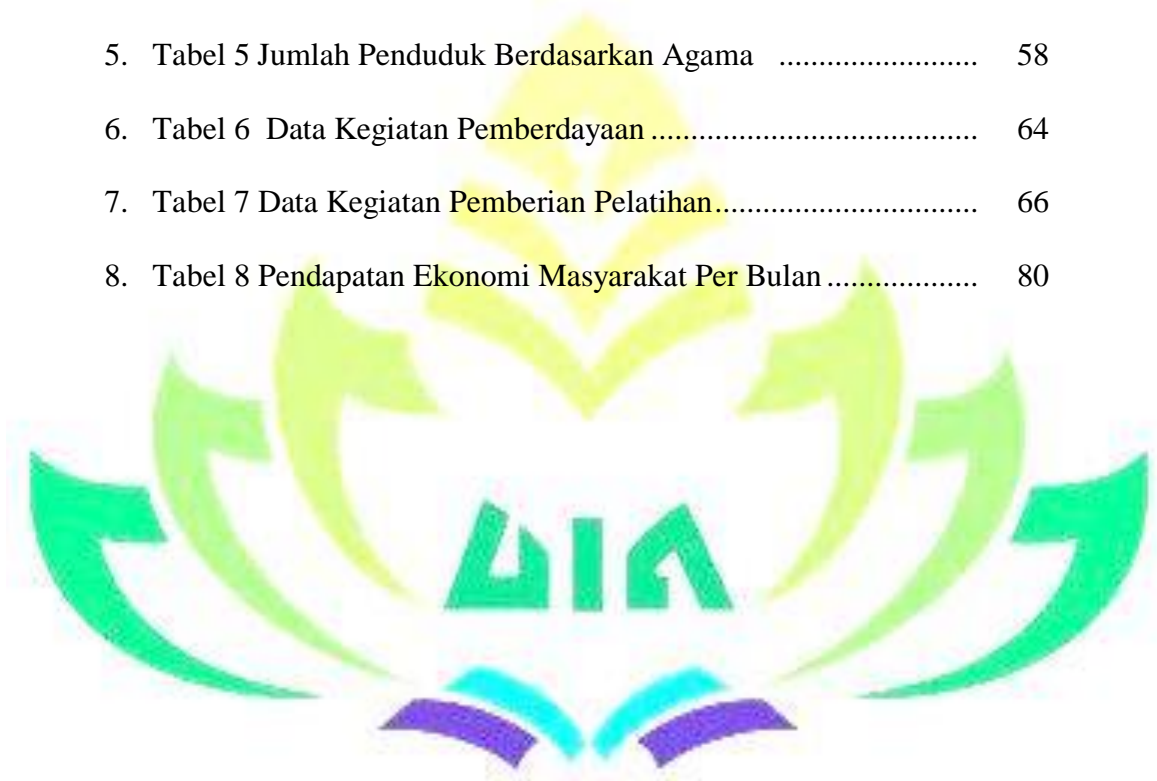 5. Tabel 5 Jumlah Penduduk Berdasarkan Agama ........................ 58
6. Tabel 6 Data Kegiatan Pemberdayaan ........................................ 64
7. Tabel 7 Data Kegiatan Pemberian Pelatihan................................ 66
8. Tabel 8 Pendapatan Ekonomi Masyarakat Per Bulan .................. 80
UIN